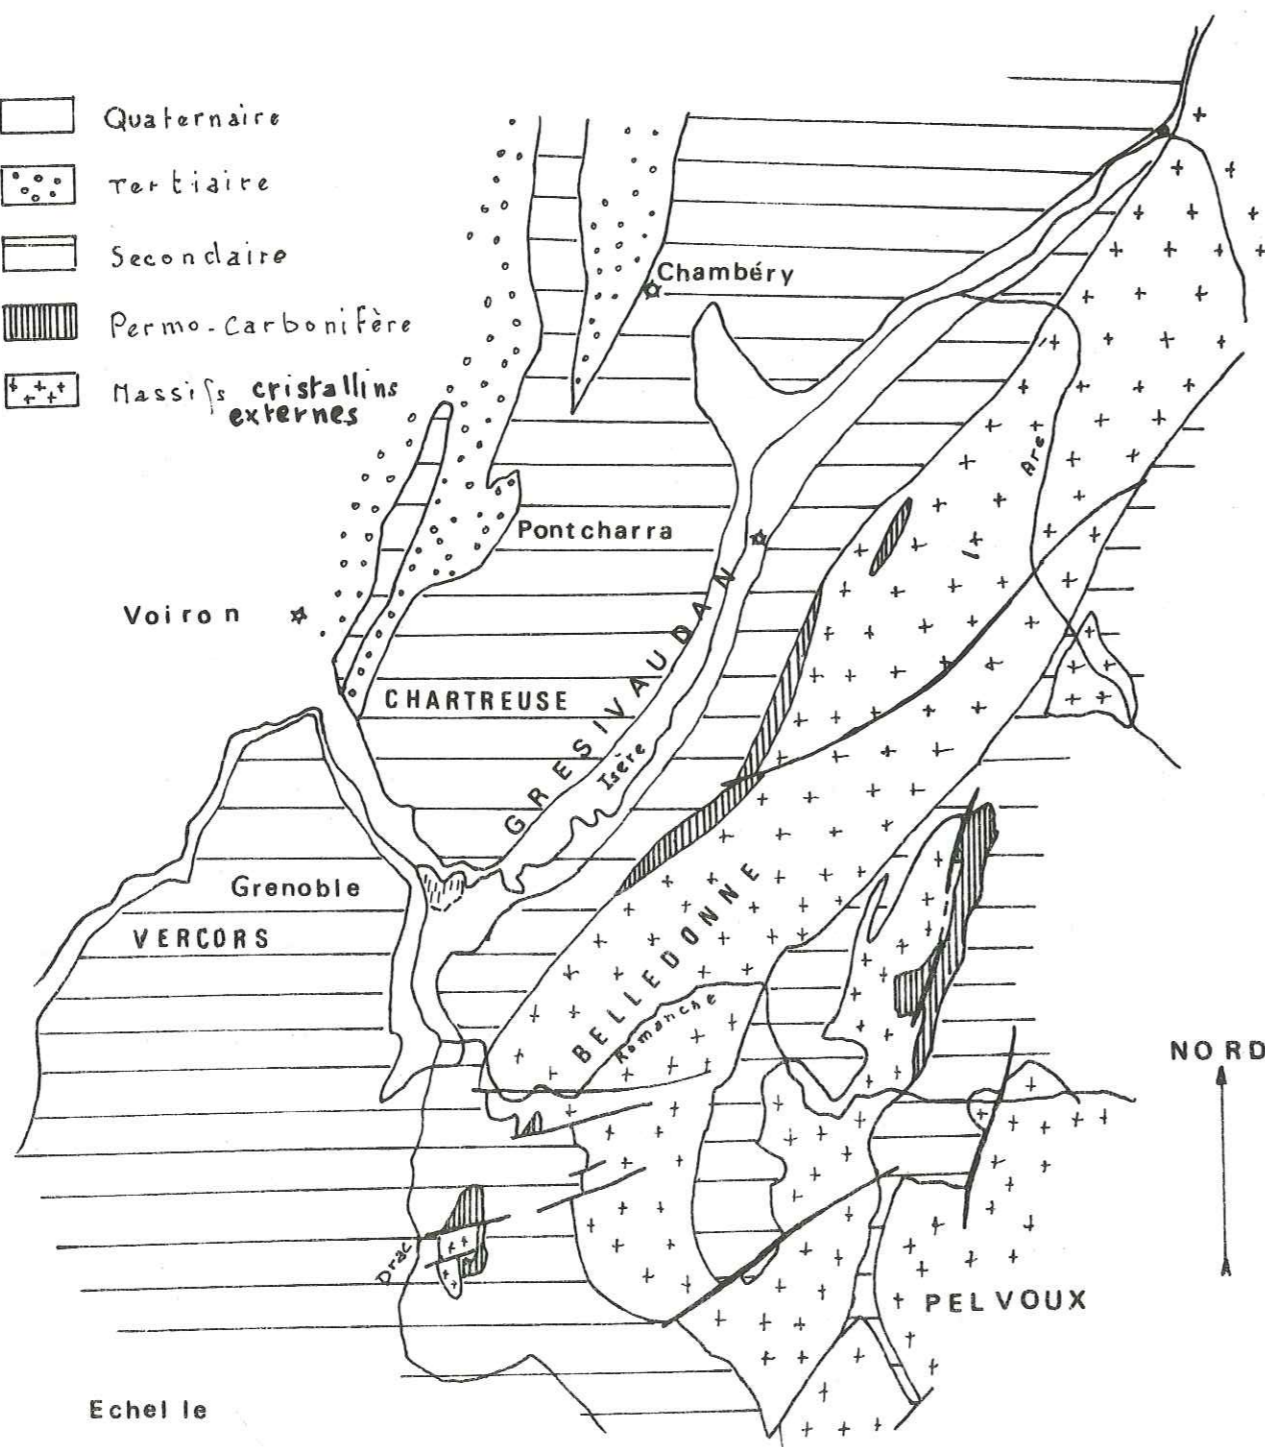 Quaternaire
Tertiaire
Secondaire
Permo-Carbonifère
Massifs cristallins
externes
Chambéry
Arc
Pontcharra
Voiron
CHARTREUSE
GRESIVAUDAN
Isère
Grenoble
VERCORS
BELLEDONNE
Romanche
NORD
Drac
PELVOUX
Echelle